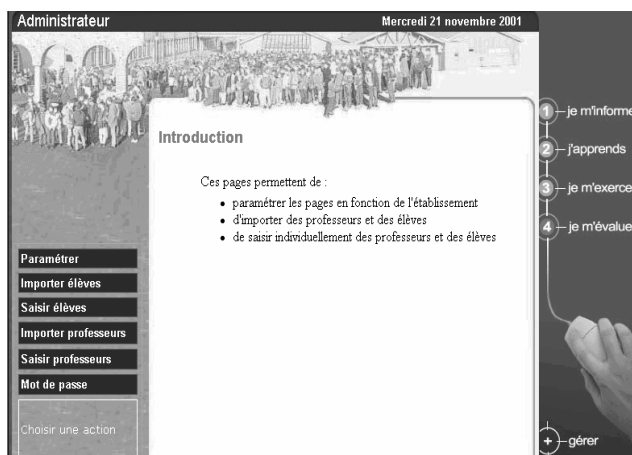 Administrateur
Mercredi 21 novembre 2001
Introduction
Ces pages permettent de :
• paramétrer les pages en fonction de l'établissement
• d'importer des professeurs et des élèves
• de saisir individuellement des professeurs et des élèves
Paramétrer
Importer élèves
Saisir élèves
Importer professeurs
Saisir professeurs
Mot de passe
Choisir une action
1 je m'informe
2 j'apprends
3 je m'exerce
4 je m'évalue
+ gérer